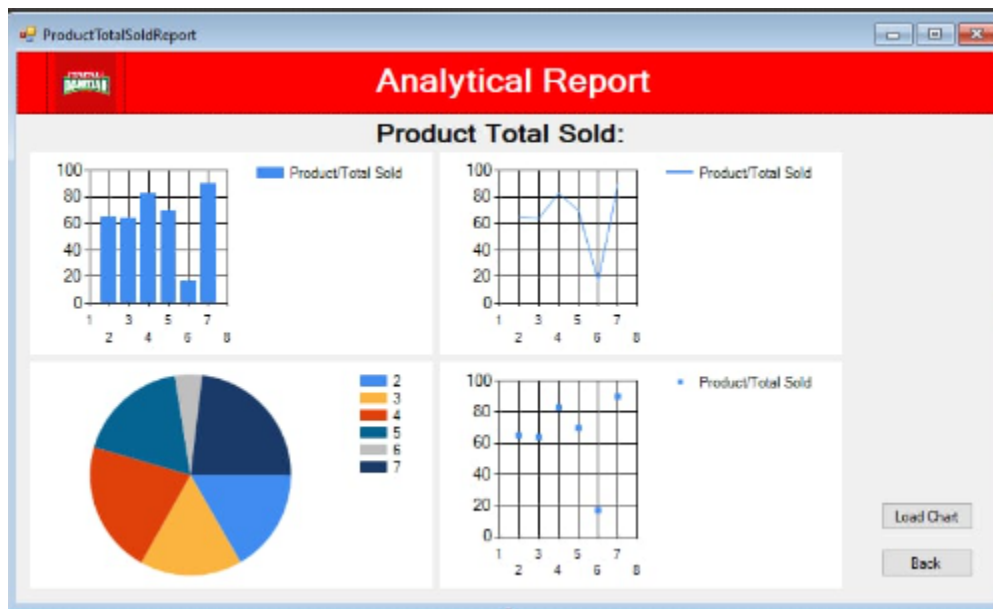 ProductTotalSoldReport
Analytical Report
Product Total Sold:
100
80
60
40
20
0
1 3 5 7
2 4 6 8
Product/Total Sold
100
80
60
40
20
0
1 3 5 7
2 4 6 8
Product/Total Sold
2
3
4
5
6
7
100
80
60
40
20
0
1 3 5 7
2 4 6 8
Product/Total Sold
Load Chart
Back